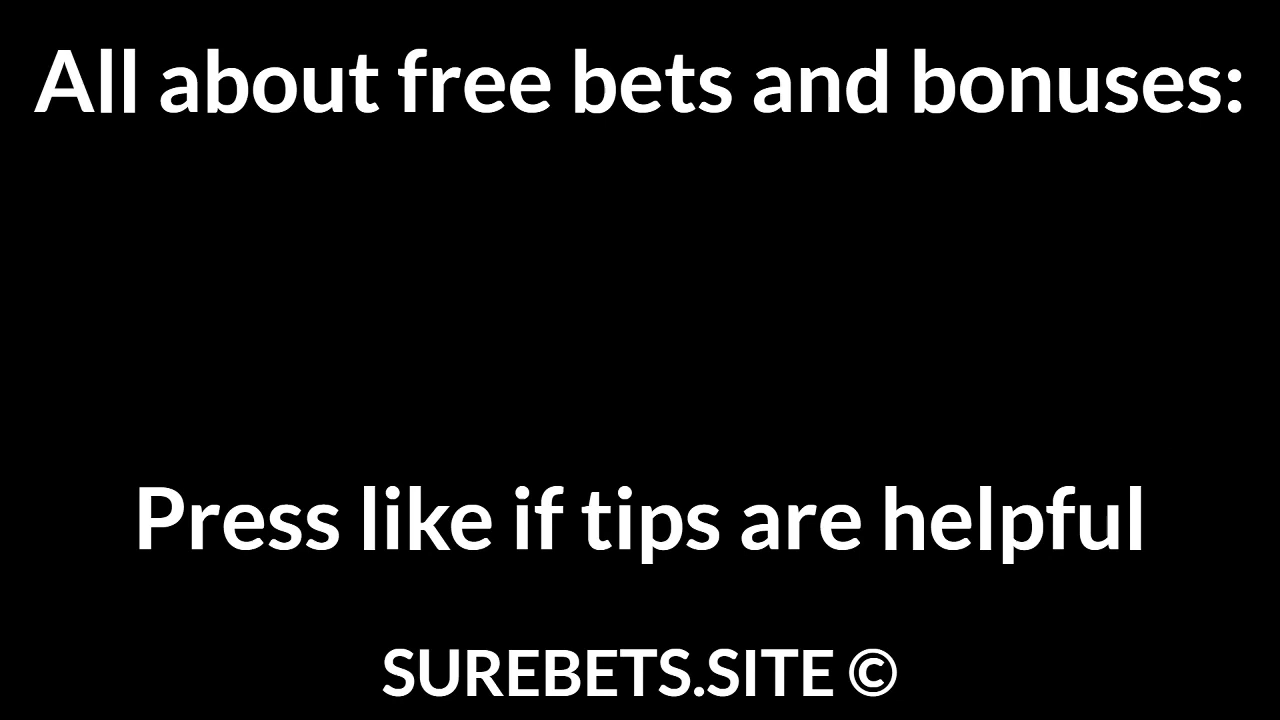 All about free bets and bonuses:
Press like if tips are helpful
SUREBETS.SITE ©